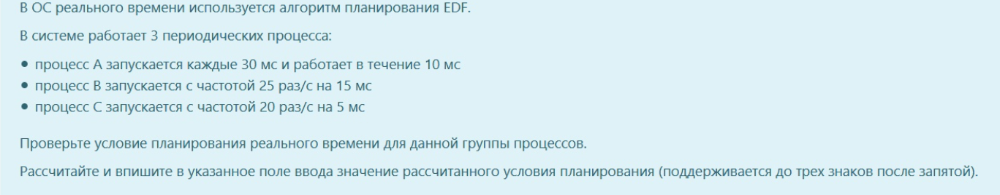 В ОС реального времени используется алгоритм планирования EDF.
В системе работает 3 периодических процесса:
• процесс A запускается каждые 30 мс и работает в течение 10 мс
• процесс B запускается с частотой 25 раз/с на 15 мс
• процесс C запускается с частотой 20 раз/с на 5 мс
Проверьте условие планирования реального времени для данной группы процессов.
Рассчитайте и впишите в указанное поле ввода значение рассчитанного условия планирования (поддерживается до трех знаков после запятой).